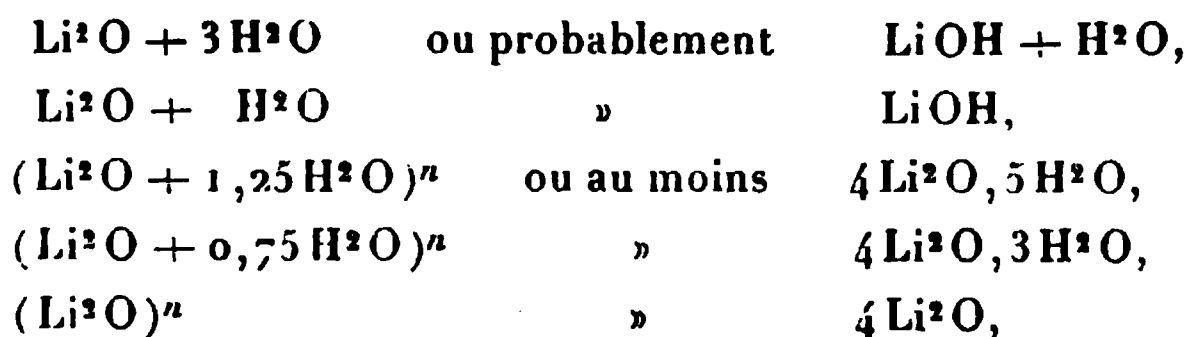 Li²O + 3H²O ou probablement LiOH + H²O,
Li²O + H²O » LiOH,
(Li²O + 1,25H²O)ⁿ ou au moins 4Li²O,5H²O,
(Li²O + 0,75H²O)ⁿ » 4Li²O,3H²O,
(Li²O)ⁿ » 4Li²O,